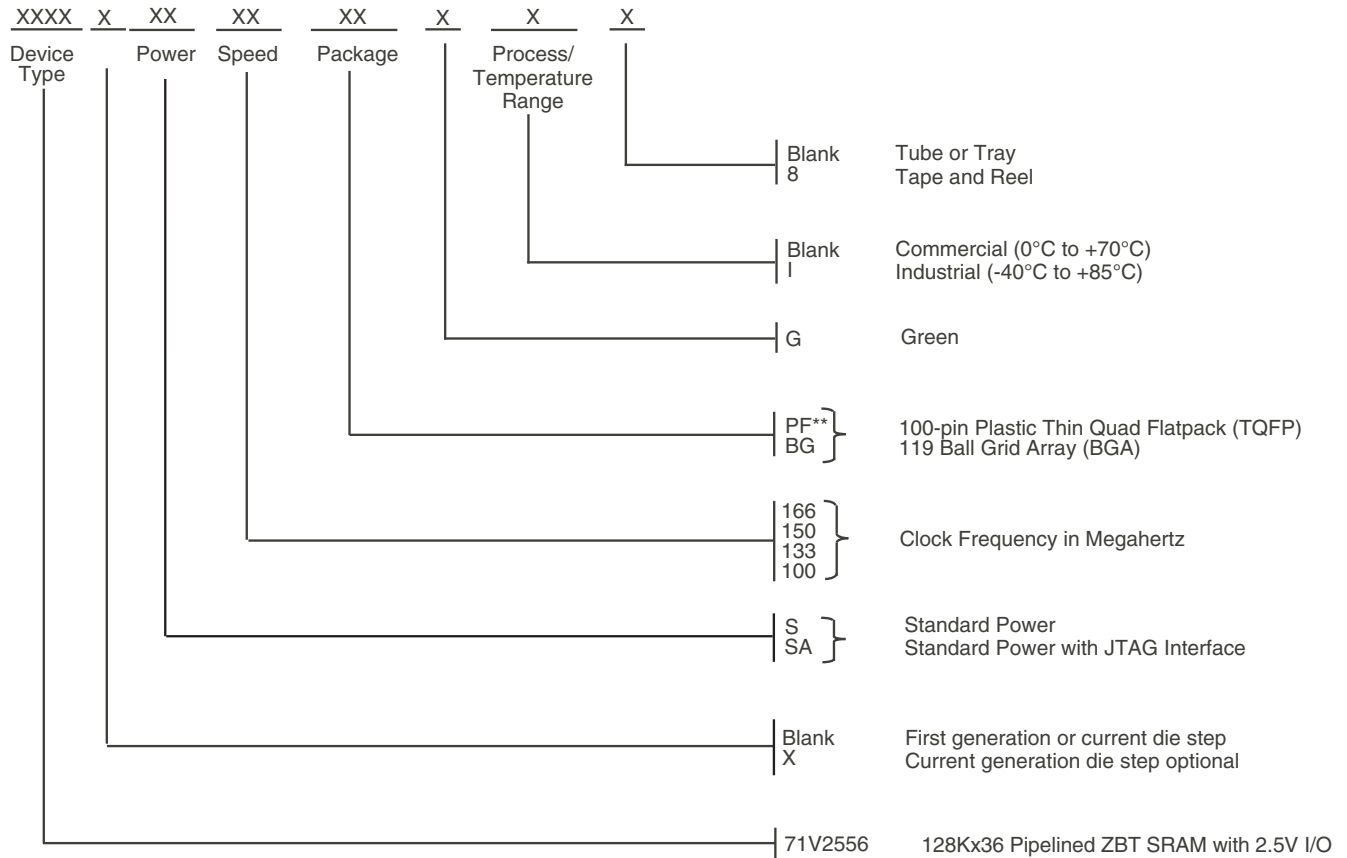 XXXX X XX XX XX X X X
Device Type Power Speed Package Process/
Temperature
Range
Blank Tube or Tray
8 Tape and Reel
Blank Commercial (0°C to +70°C)
I Industrial (-40°C to +85°C)
G Green
PF** 100-pin Plastic Thin Quad Flatpack (TQFP)
BG 119 Ball Grid Array (BGA)
166
150
133
100
Clock Frequency in Megahertz
S Standard Power
SA Standard Power with JTAG Interface
Blank First generation or current die step
X Current generation die step optional
71V2556 128Kx36 Pipelined ZBT SRAM with 2.5V I/O